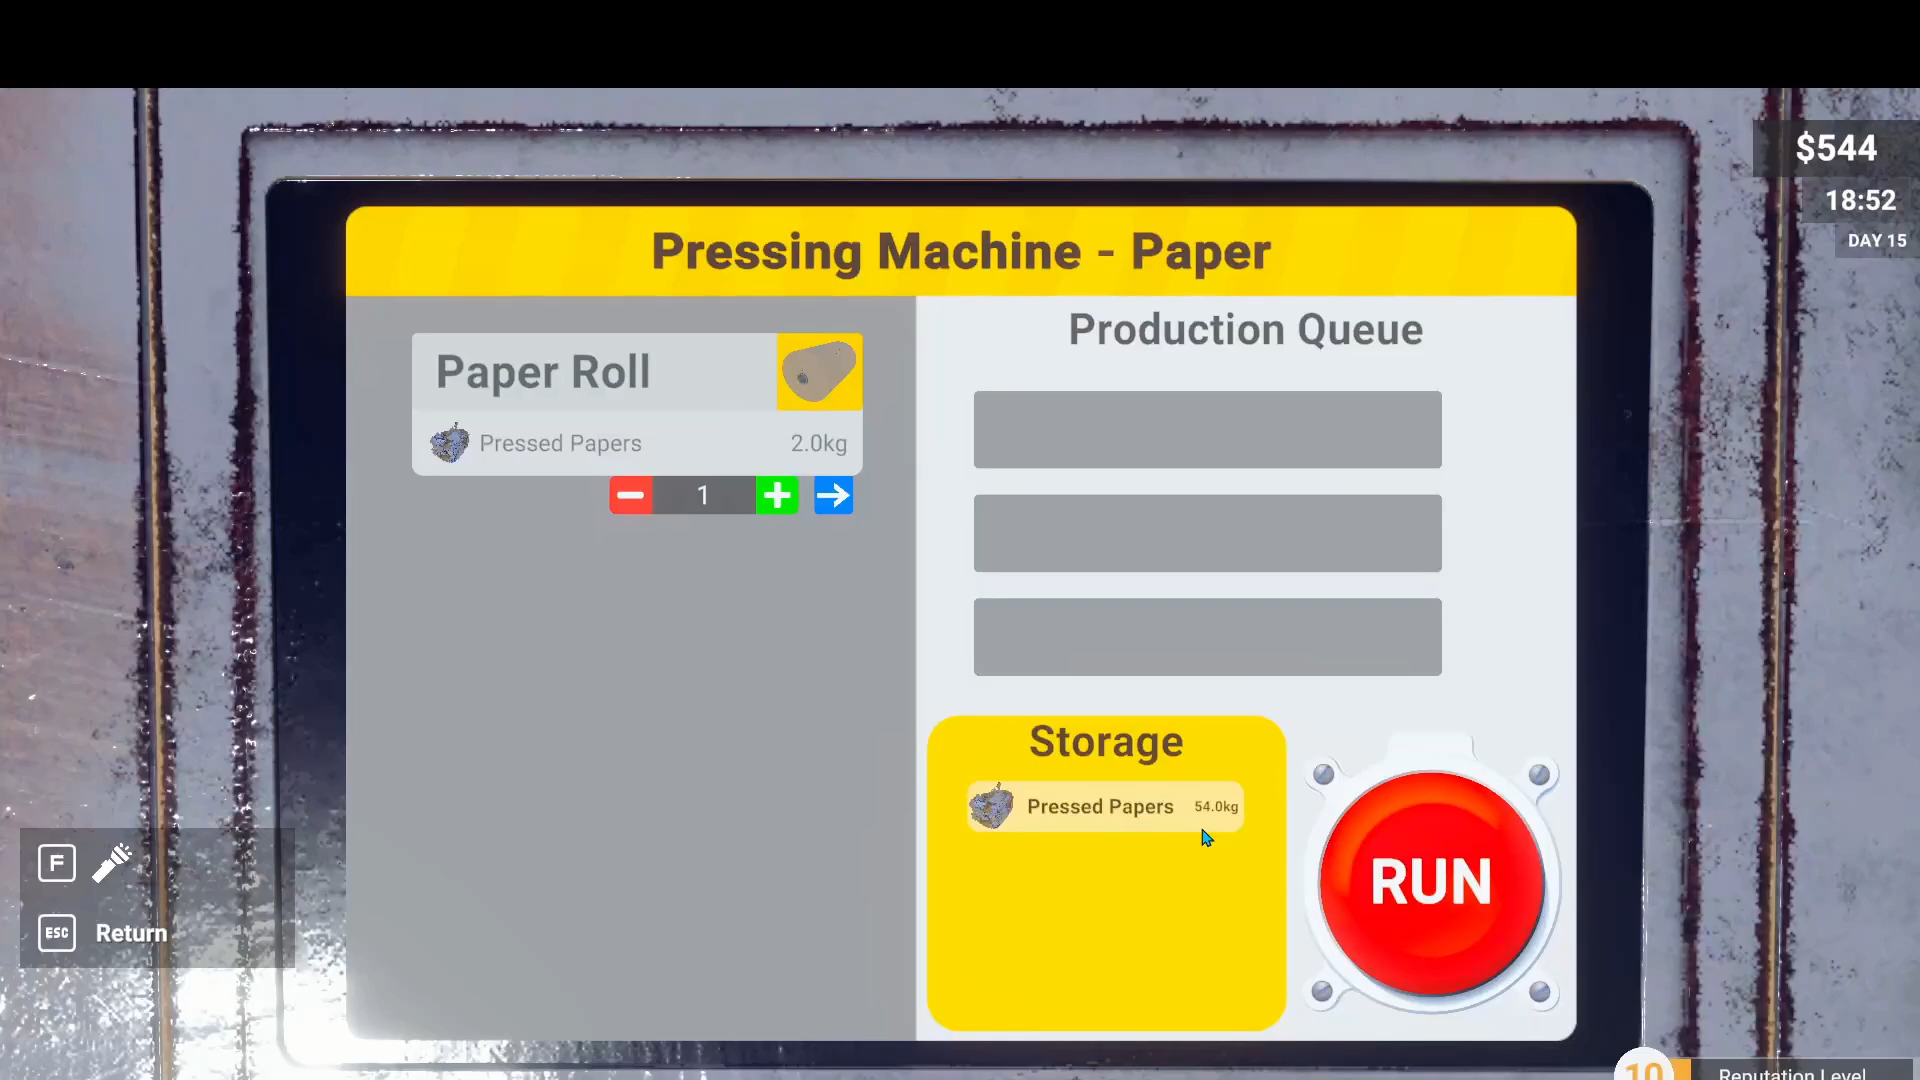 $544
18:52
DAY 15
Pressing Machine - Paper
Paper Roll
Pressed Papers 2.0kg
1
Production Queue
Storage
Pressed Papers 54.0kg
RUN
F
ESC Return
10 Reputation Level